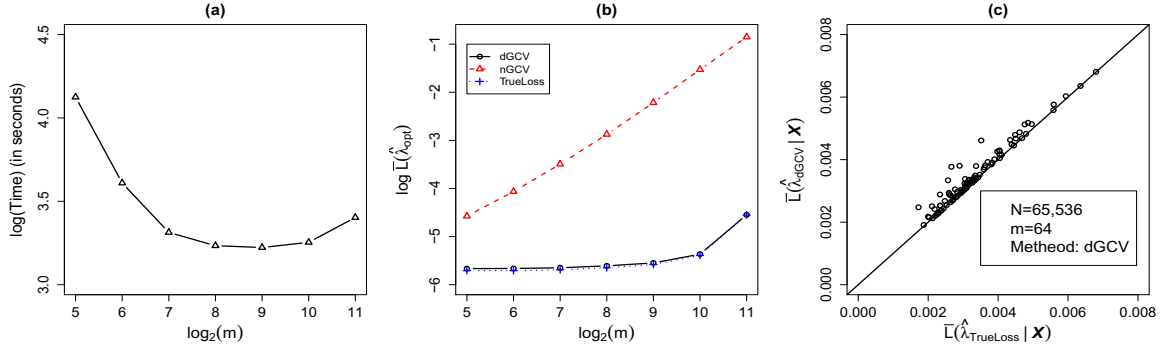 (a)
log(Time) (in seconds)
4.5
4.0
3.5
3.0
5 6 7 8 9 10 11
log₂(m)
(b)
log L̅(λ̂opt)
-1
-2
-3
-4
-5
-6
dGCV
nGCV
TrueLoss
5 6 7 8 9 10 11
log₂(m)
(c)
L̅(λ̂dGCV | X)
0.008
0.006
0.004
0.002
0.000
N=65,536
m=64
Metheod: dGCV
0.000 0.002 0.004 0.006 0.008
L̅(λ̂TrueLoss | X)